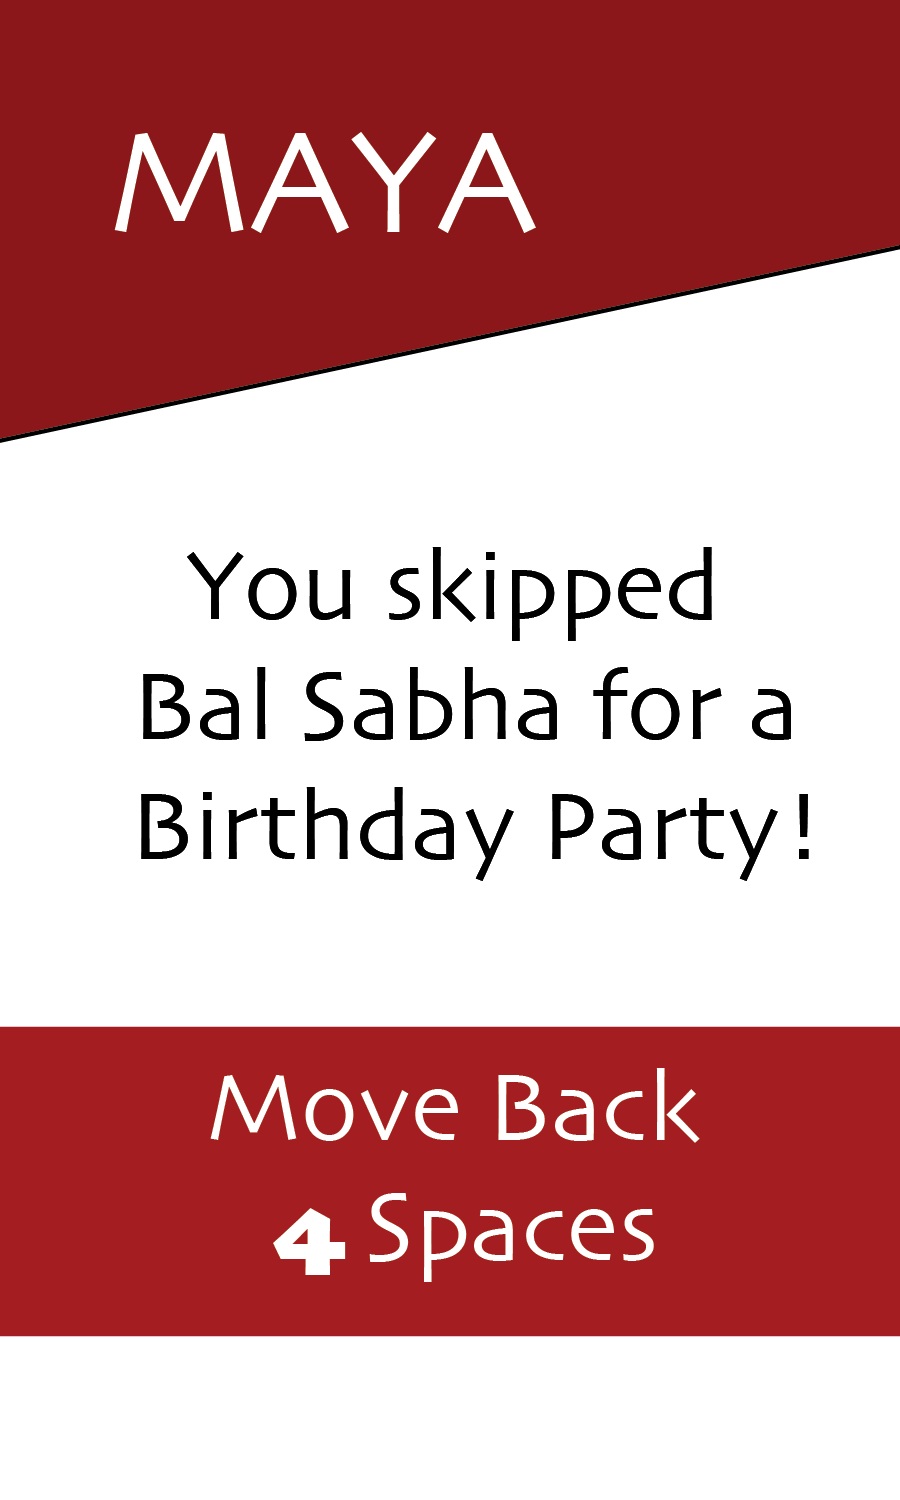 MAYA
You skipped
Bal Sabha for a
Birthday Party!
Move Back
4 Spaces